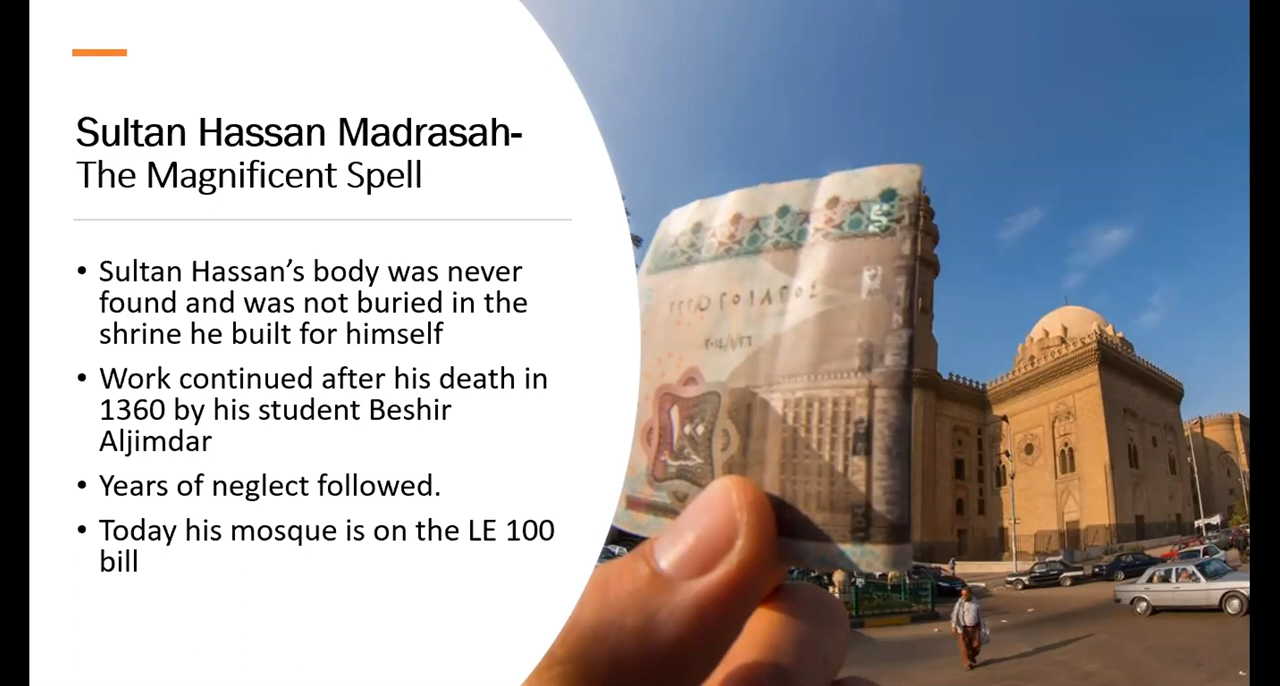 Sultan Hassan Madrasah-
The Magnificent Spell
• Sultan Hassan’s body was never
found and was not buried in the
shrine he built for himself
• Work continued after his death in
1360 by his student Beshir
Aljimdar
• Years of neglect followed.
• Today his mosque is on the LE 100
bill